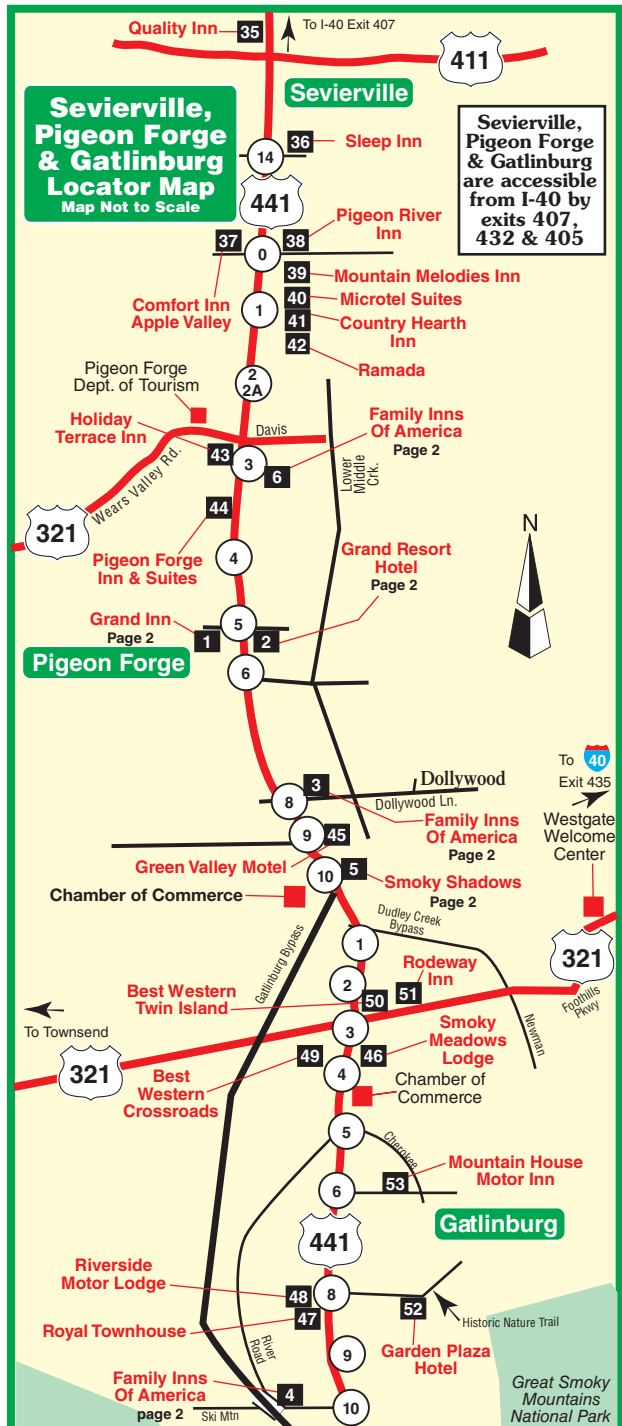 Quality Inn
35
To I-40 Exit 407
411
Sevierville
Sevierville,
Pigeon Forge
& Gatlinburg
Locator Map
Map Not to Scale
Sevierville,
Pigeon Forge
& Gatlinburg
are accessible
from I-40 by
exits 407,
432 & 405
36
Sleep Inn
14
441
37
38
Pigeon River
Inn
0
39
Mountain Melodies Inn
Comfort Inn
Apple Valley
1
40
Microtel Suites
41
Country Hearth
Inn
42
Ramada
Pigeon Forge
Dept. of Tourism
2
2A
Holiday
Terrace Inn
Davis
Family Inns
Of America
Page 2
43
3
6
Lower
Middle
Crk.
Wears Valley Rd.
321
44
Pigeon Forge
Inn & Suites
4
N
Grand Resort
Hotel
Page 2
Grand Inn
Page 2
1
5
2
Pigeon Forge
6
To
40
Exit 435
3
Dollywood
8
Dollywood Ln.
Family Inns
Of America
Page 2
Westgate
Welcome
Center
9
45
Green Valley Motel
10
5
Smoky Shadows
Page 2
Chamber of Commerce
Gatlinburg Bypass
Dudley Creek
Bypass
1
321
Foothills
Pkwy
Rodeway
Inn
Best Western
Twin Island
2
50
51
Newman
To Townsend
3
321
Smoky
Meadows
Lodge
49
46
Best
Western
Crossroads
4
Chamber of
Commerce
5
Cherokee
Mountain House
Motor Inn
6
53
Gatlinburg
441
Riverside
Motor Lodge
48
8
47
Royal Townhouse
52
Historic Nature Trail
Garden Plaza
Hotel
River
Road
9
Family Inns
Of America
page 2
4
Ski Mtn
10
Great Smoky
Mountains
National Park